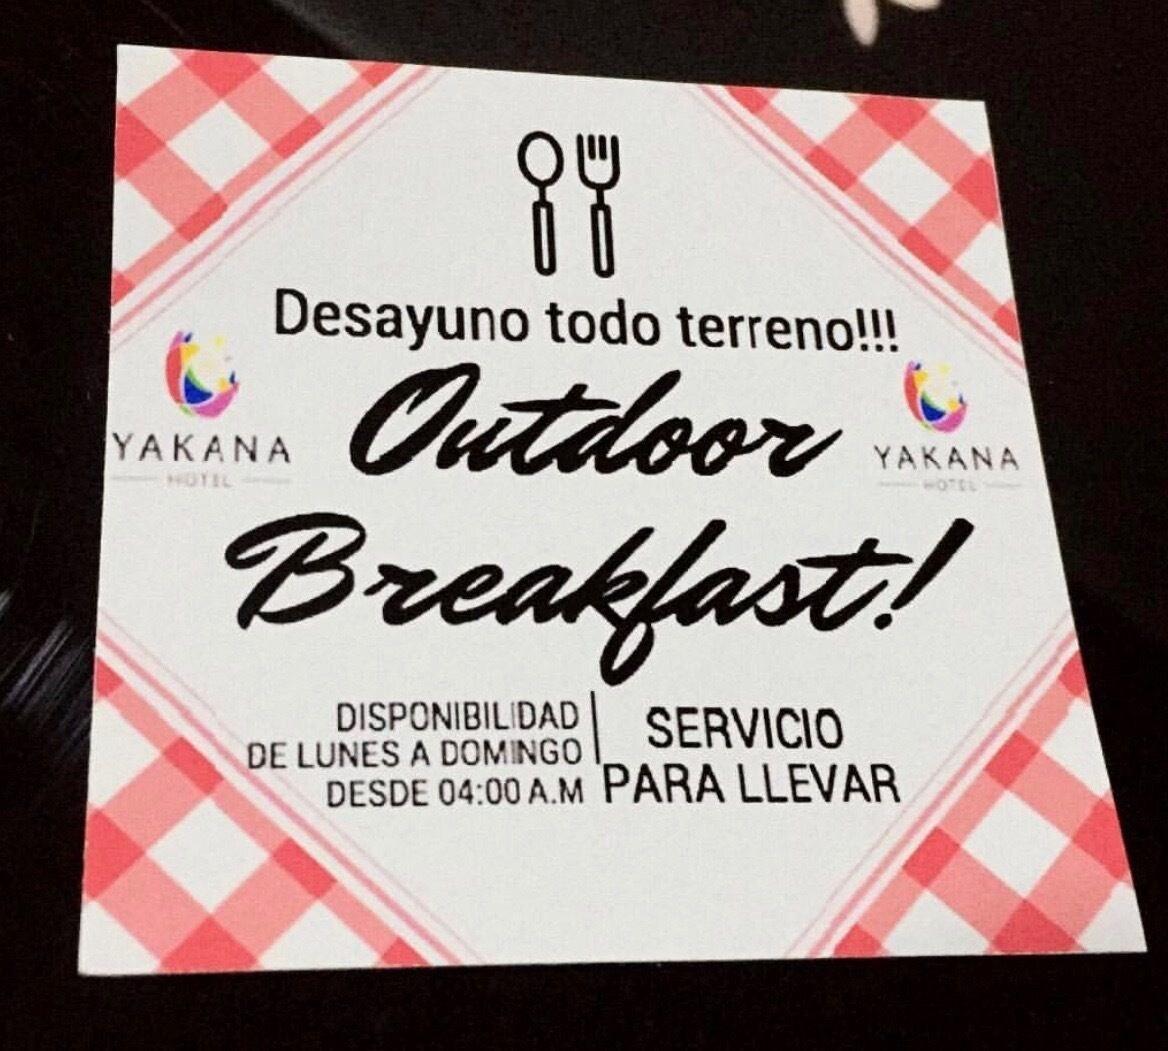 Desayuno todo terreno!!!
Outdoor
YAKANA
HOTEL
YAKANA
HOTEL
Breakfast!
DISPONIBILIDAD
DE LUNES A DOMINGO
DESDE 04:00 A.M
SERVICIO
PARA LLEVAR